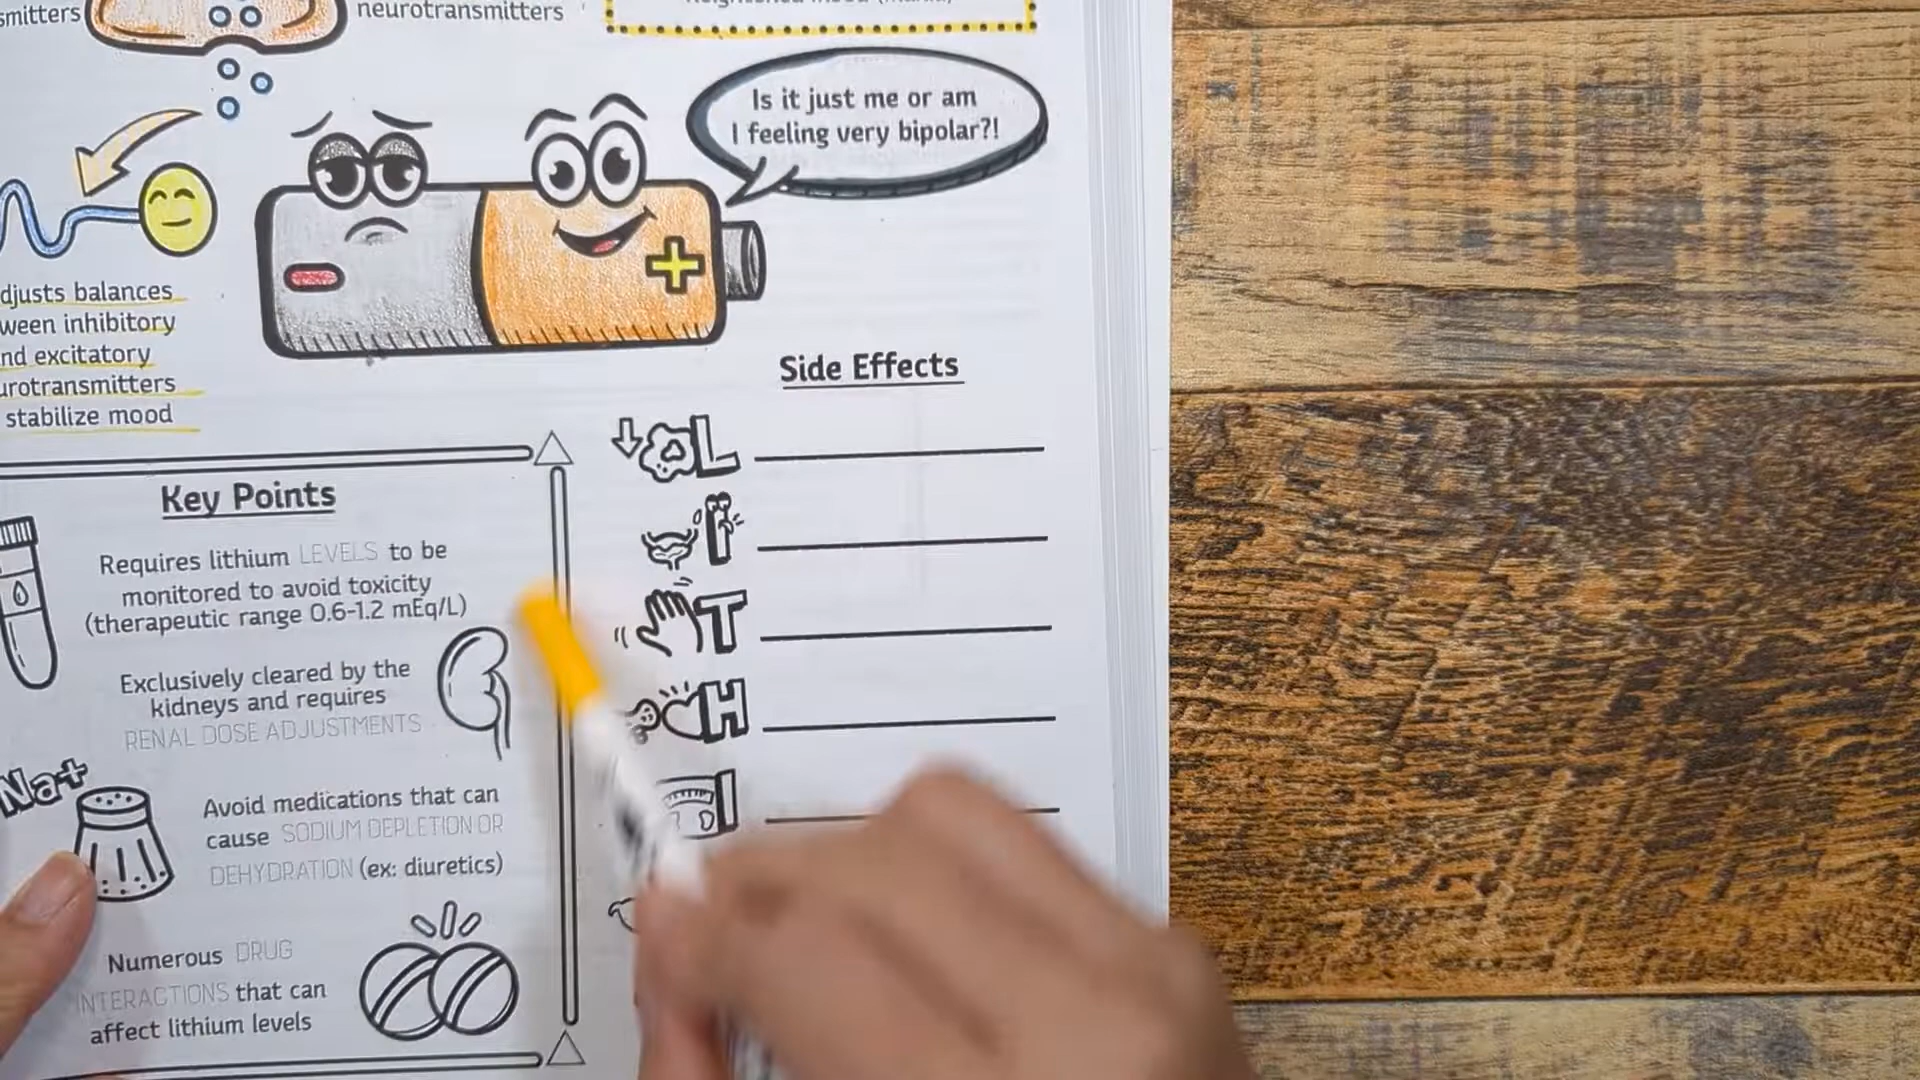 smitters
neurotransmitters
Is it just me or am
I feeling very bipolar?!
djusts balances
ween inhibitory
nd excitatory
urotransmitters
stabilize mood
Key Points
Requires lithium LEVELS to be
monitored to avoid toxicity
(therapeutic range 0.6-1.2 mEq/L)
Exclusively cleared by the
kidneys and requires
RENAL DOSE ADJUSTMENTS
Na+
Avoid medications that can
cause SODIUM DEPLETION OR
DEHYDRATION (ex: diuretics)
Numerous DRUG
INTERACTIONS that can
affect lithium levels
Side Effects
L
I
T
H
I